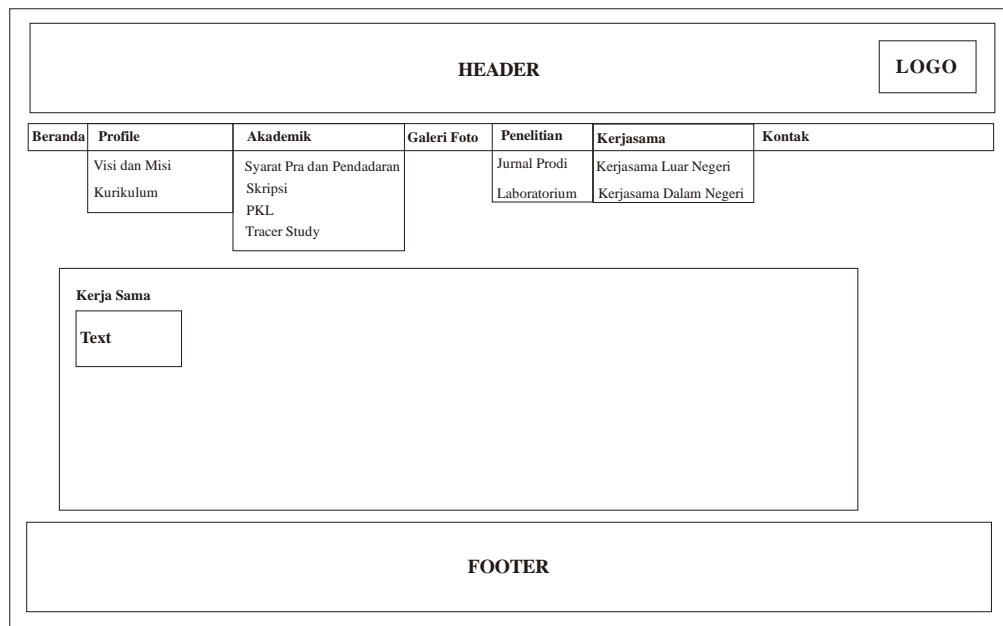 HEADER
LOGO
Beranda Profile Akademik Galeri Foto Penelitian Kerjasama Kontak
Visi dan Misi
Kurikulum
Syarat Pra dan Pendadaran
Skripsi
PKL
Tracer Study
Jurnal Prodi
Laboratorium
Kerjasama Luar Negeri
Kerjasama Dalam Negeri
Kerja Sama
Text
FOOTER